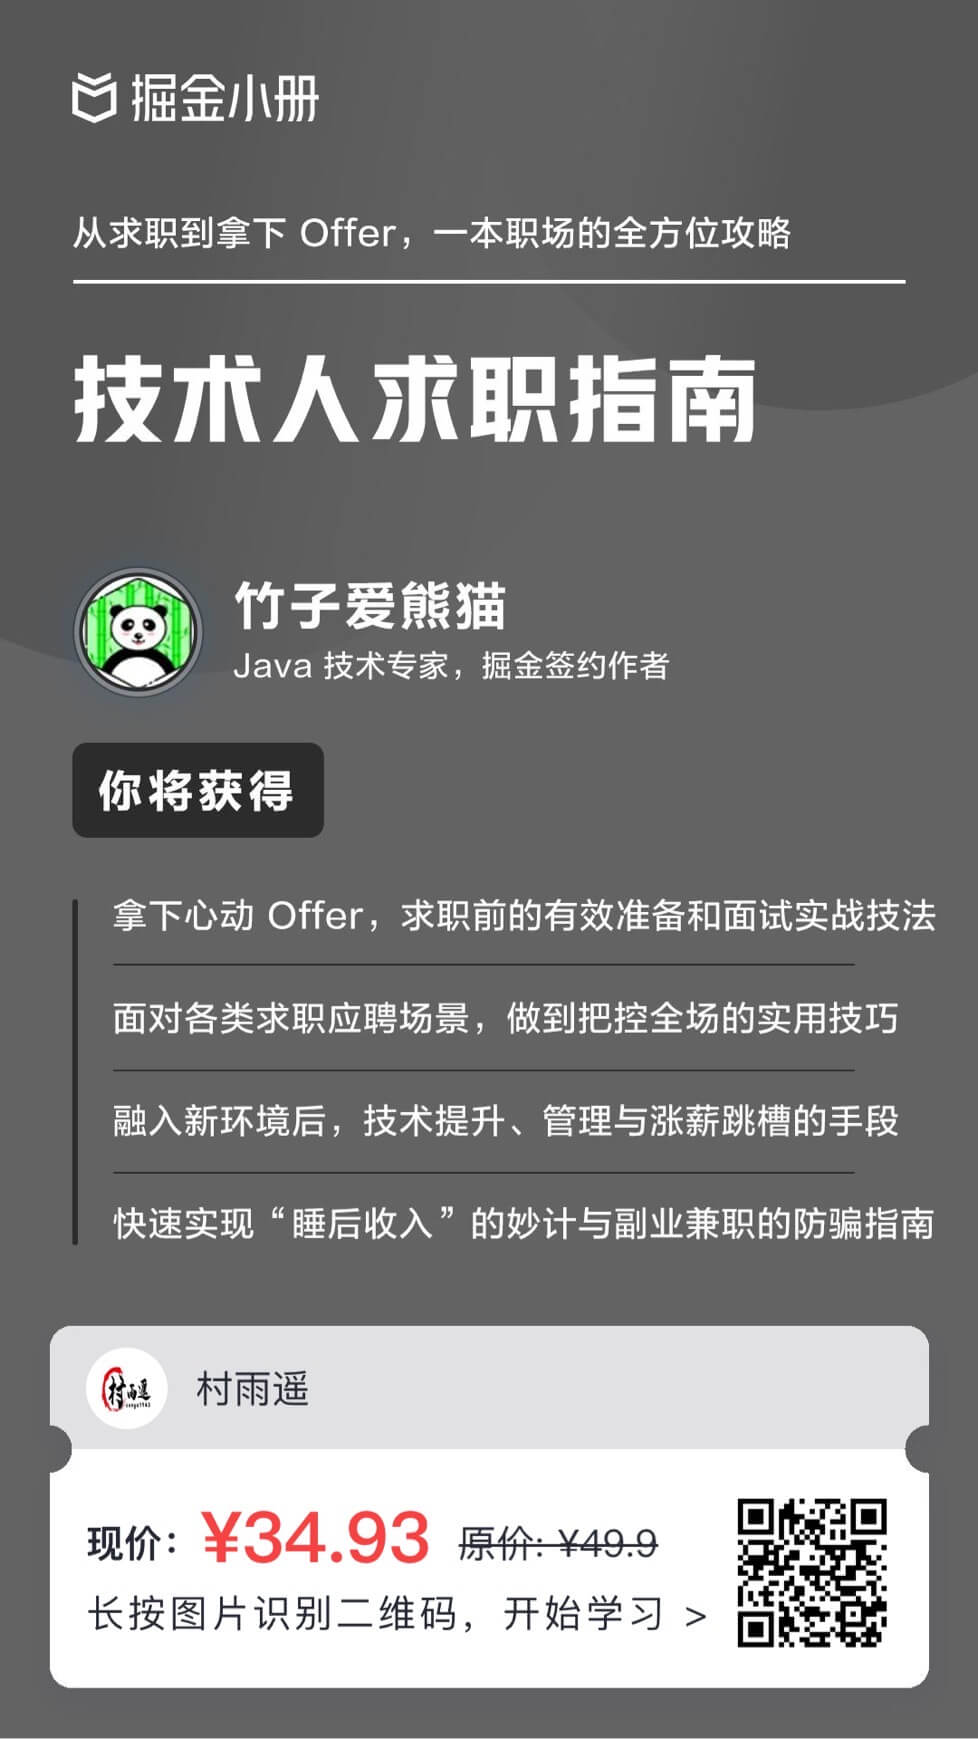 掘金小册
从求职到拿下 Offer，一本职场的全方位攻略
技术人求职指南
竹子爱熊猫
Java 技术专家，掘金签约作者
你将获得
拿下心动 Offer，求职前的有效准备和面试实战技法
面对各类求职应聘场景，做到把控全场的实用技巧
融入新环境后，技术提升、管理与涨薪跳槽的手段
快速实现“睡后收入”的妙计与副业兼职的防骗指南
村雨遥
村雨遥
现价：¥34.93 原价: ¥49.9
长按图片识别二维码，开始学习 >